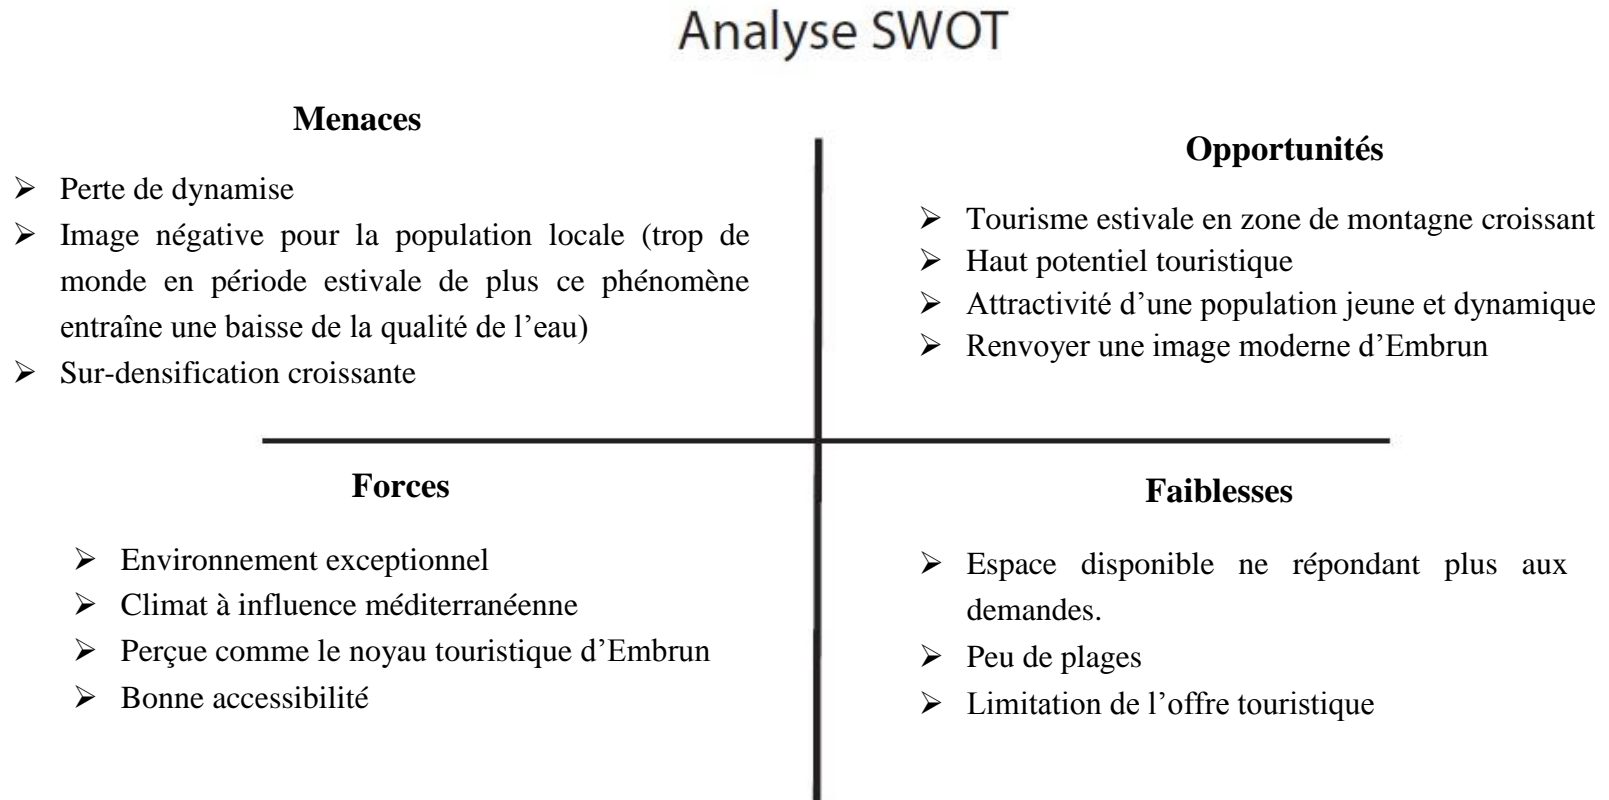 Analyse SWOT
Menaces
➢ Perte de dynamise
➢ Image négative pour la population locale (trop de
monde en période estivale de plus ce phénomène
entraîne une baisse de la qualité de l’eau)
➢ Sur-densification croissante
Opportunités
➢ Tourisme estivale en zone de montagne croissant
➢ Haut potentiel touristique
➢ Attractivité d’une population jeune et dynamique
➢ Renvoyer une image moderne d’Embrun
Forces
➢ Environnement exceptionnel
➢ Climat à influence méditerranéenne
➢ Perçue comme le noyau touristique d’Embrun
➢ Bonne accessibilité
Faiblesses
➢ Espace disponible ne répondant plus aux
demandes.
➢ Peu de plages
➢ Limitation de l’offre touristique